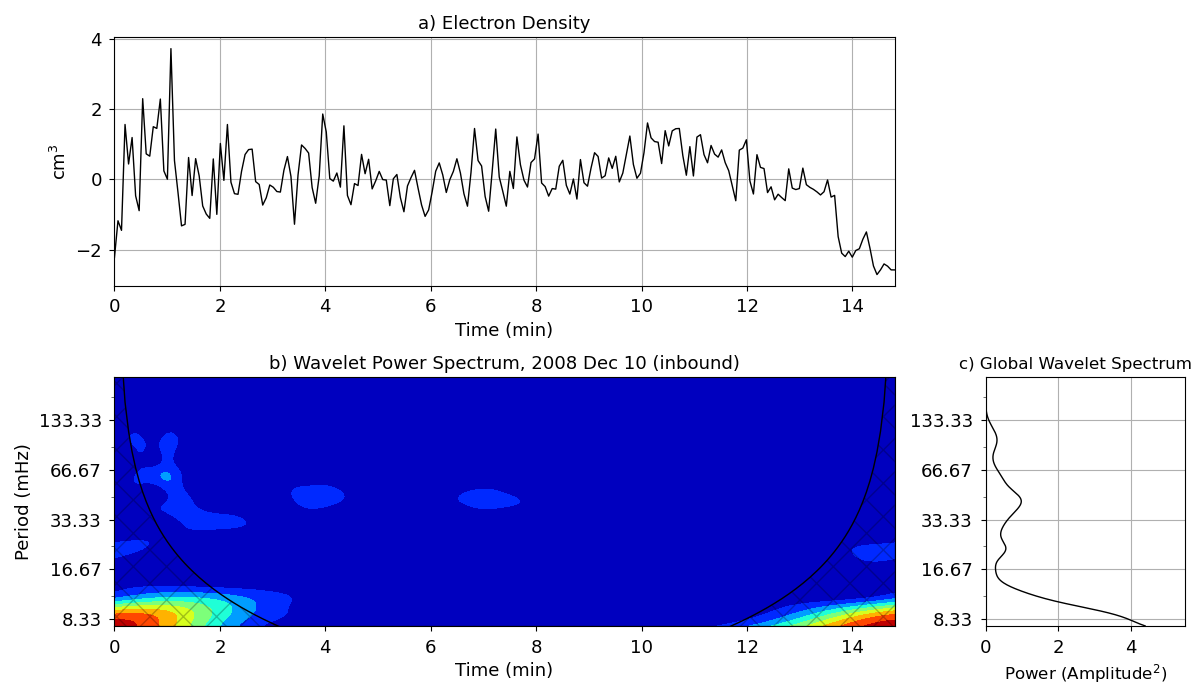 a) Electron Density
4
2
0
−2
cm³
0 2 4 6 8 10 12 14
Time (min)
b) Wavelet Power Spectrum, 2008 Dec 10 (inbound)
133.33
66.67
33.33
16.67
8.33
Period (mHz)
0 2 4 6 8 10 12 14
Time (min)
c) Global Wavelet Spectrum
133.33
66.67
33.33
16.67
8.33
0 2 4
Power (Amplitude²)